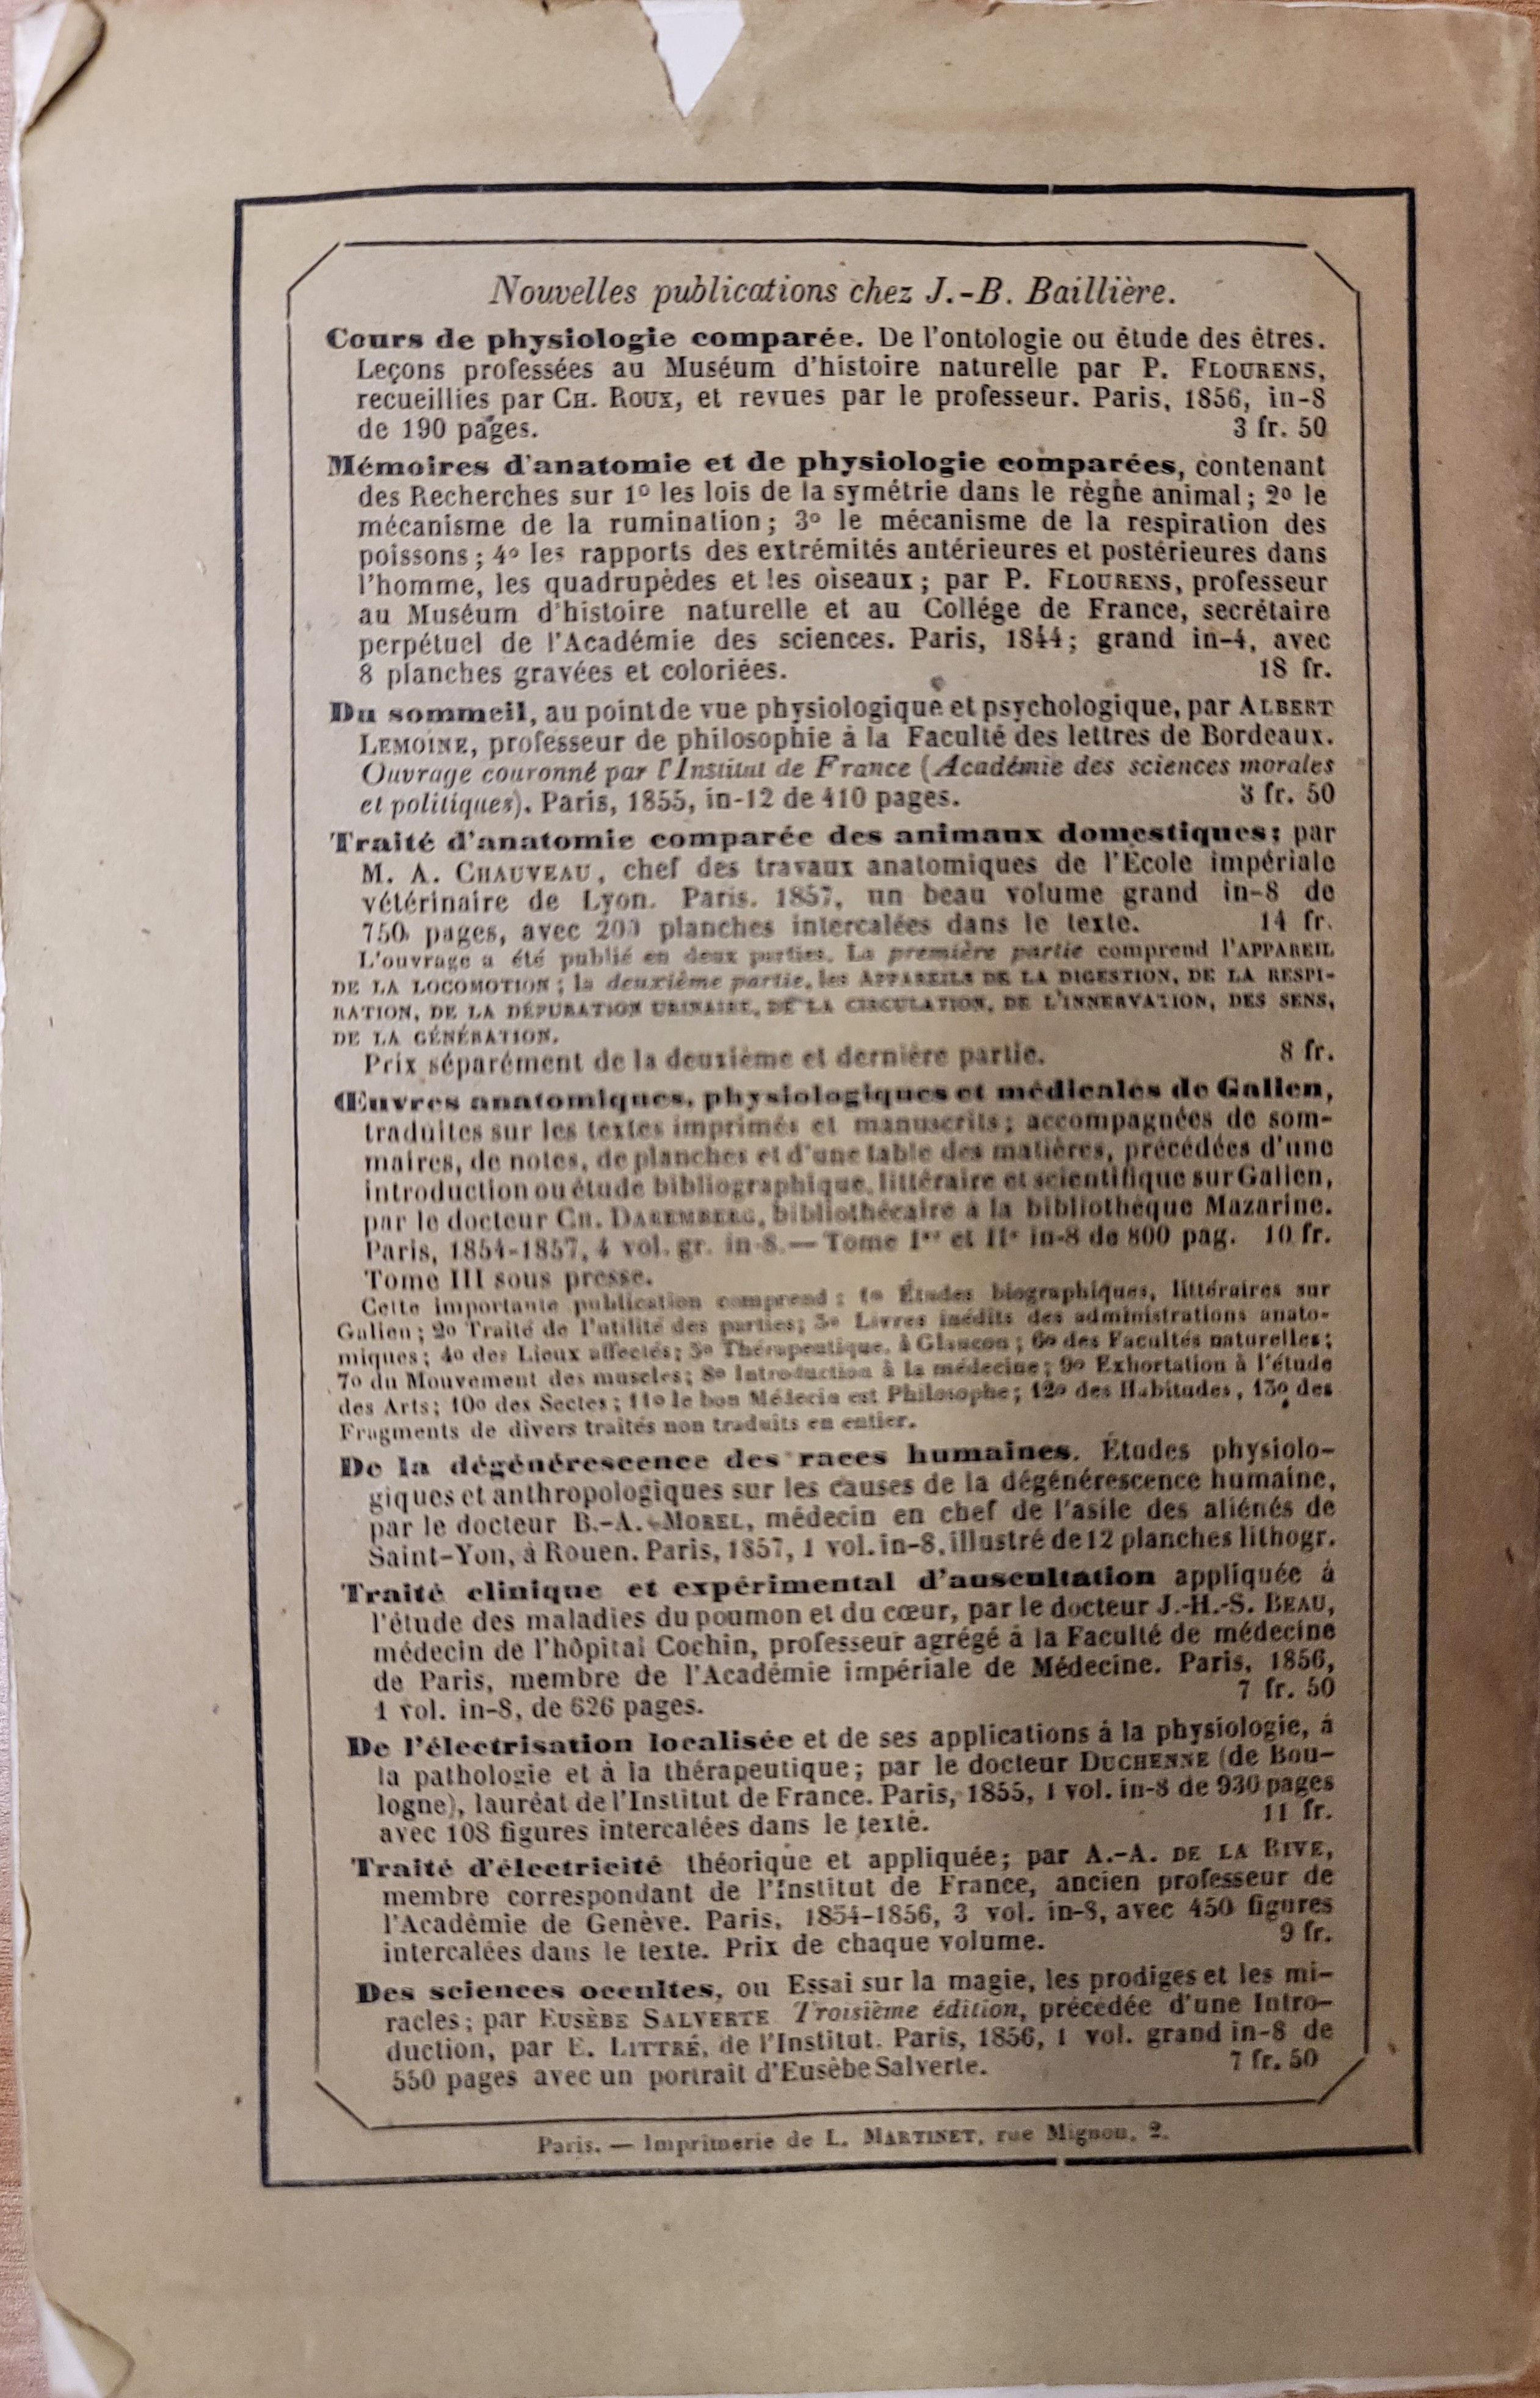 Nouvelles publications chez J.-B. Baillière.
Cours de physiologie comparée. De l'ontologie ou étude des êtres.
Leçons professées au Muséum d'histoire naturelle par P. FLOURENS,
recueillies par CH. ROUX, et revues par le professeur. Paris, 1856, in-8
de 190 pages. 3 fr. 50
Mémoires d'anatomie et de physiologie comparées, contenant
des Recherches sur 1º les lois de la symétrie dans le règne animal; 2º le
mécanisme de la rumination; 3º le mécanisme de la respiration des
poissons; 4º les rapports des extrémités antérieures et postérieures dans
l'homme, les quadrupèdes et les oiseaux; par P. FLOURENS, professeur
au Muséum d'histoire naturelle et au Collége de France, secrétaire
perpétuel de l'Académie des sciences. Paris, 1844; grand in-4, avec
8 planches gravées et coloriées. 18 fr.
Du sommeil, au point de vue physiologique et psychologique, par ALBERT
LEMOINE, professeur de philosophie à la Faculté des lettres de Bordeaux.
Ouvrage couronné par l'Institut de France (Académie des sciences morales
et politiques). Paris, 1855, in-12 de 410 pages. 3 fr. 50
Traité d'anatomie comparée des animaux domestiques; par
M. A. CHAUVEAU, chef des travaux anatomiques de l'École impériale
vétérinaire de Lyon. Paris. 1857, un beau volume grand in-8 de
750 pages, avec 200 planches intercalées dans le texte. 14 fr.
L'ouvrage a été publié en deux parties. La première partie comprend l'APPAREIL
DE LA LOCOMOTION; la deuxième partie, les APPAREILS DE LA DIGESTION, DE LA RESPI-
RATION, DE LA DÉPURATION URINAIRE, DE LA CIRCULATION, DE L'INNERVATION, DES SENS,
DE LA GÉNÉRATION.
Prix séparément de la deuxième et dernière partie. 8 fr.
Œuvres anatomiques, physiologiques et médicales de Galien,
traduites sur les textes imprimés et manuscrits; accompagnées de som-
maires, de notes, de planches et d'une table des matières, précédées d'une
introduction ou étude bibliographique, littéraire et scientifique sur Galien,
par le docteur CH. DAREMBERG, bibliothécaire à la bibliothèque Mazarine.
Paris, 1854-1857, 4 vol. gr. in-8. — Tome Ier et IIe in-8 de 800 pag. 10 fr.
Tome III sous presse.
Cette importante publication comprend: 1º Études biographiques, littéraires sur
Galien; 2º Traité de l'utilité des parties; 3º Livres inédits des administrations anato-
miques; 4º des Lieux affectés; 5º Thérapeutique, à Glaucon; 6º des Facultés naturelles;
7º du Mouvement des muscles; 8º Introduction à la médecine; 9º Exhortation à l'étude
des Arts; 10º des Sectes; 11º le bon Médecin est Philosophe; 12º des Habitudes, 13º des
Fragments de divers traités non traduits en entier.
De la dégénérescence des races humaines. Études physiolo-
giques et anthropologiques sur les causes de la dégénérescence humaine,
par le docteur B.-A. MOREL, médecin en chef de l'asile des aliénés de
Saint-Yon, à Rouen. Paris, 1857, 1 vol. in-8, illustré de 12 planches lithogr.
Traité clinique et expérimental d'auscultation appliquée à
l'étude des maladies du poumon et du cœur, par le docteur J.-H.-S. BEAU,
médecin de l'hôpital Cochin, professeur agrégé à la Faculté de médecine
de Paris, membre de l'Académie impériale de Médecine. Paris, 1856,
1 vol. in-8, de 626 pages. 7 fr. 50
De l'électrisation localisée et de ses applications à la physiologie, à
la pathologie et à la thérapeutique; par le docteur DUCHENNE (de Bou-
logne), lauréat de l'Institut de France. Paris, 1855, 1 vol. in-8 de 930 pages
avec 108 figures intercalées dans le texte. 11 fr.
Traité d'électricité théorique et appliquée; par A.-A. DE LA RIVE,
membre correspondant de l'Institut de France, ancien professeur de
l'Académie de Genève. Paris, 1854-1856, 3 vol. in-8, avec 450 figures
intercalées dans le texte. Prix de chaque volume. 9 fr.
Des sciences occultes, ou Essai sur la magie, les prodiges et les mi-
racles; par EUSÈBE SALVERTE Troisième édition, précédée d'une Intro-
duction, par E. LITTRÉ, de l'Institut. Paris, 1856, 1 vol. grand in-8 de
550 pages avec un portrait d'Eusèbe Salverte. 7 fr. 50
Paris. — Imprimerie de L. MARTINET, rue Mignon, 2.